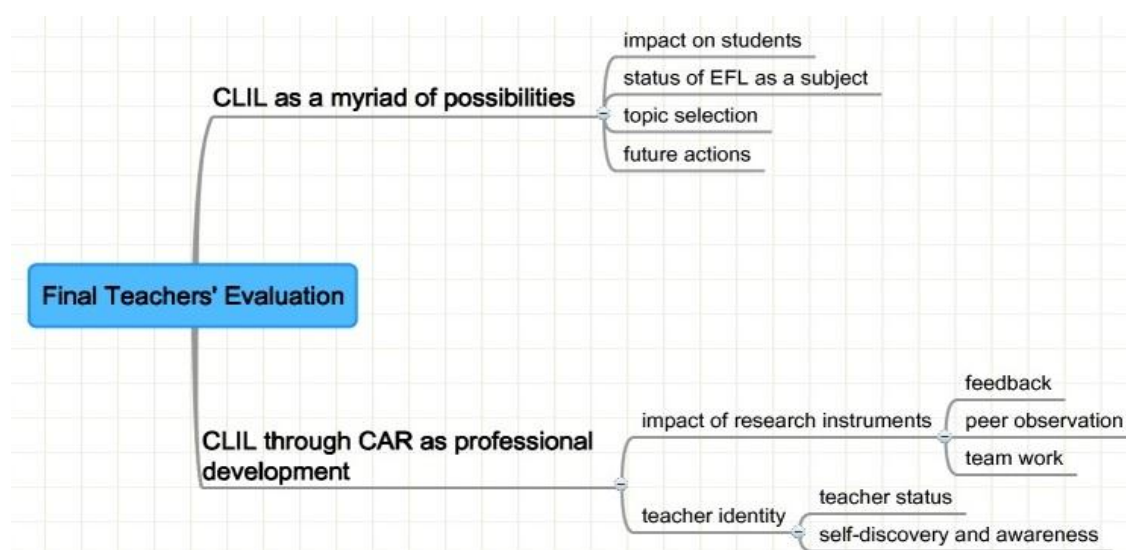 Final Teachers' Evaluation
CLIL as a myriad of possibilities
impact on students
status of EFL as a subject
topic selection
future actions
CLIL through CAR as professional
development
impact of research instruments
feedback
peer observation
team work
teacher identity
teacher status
self-discovery and awareness